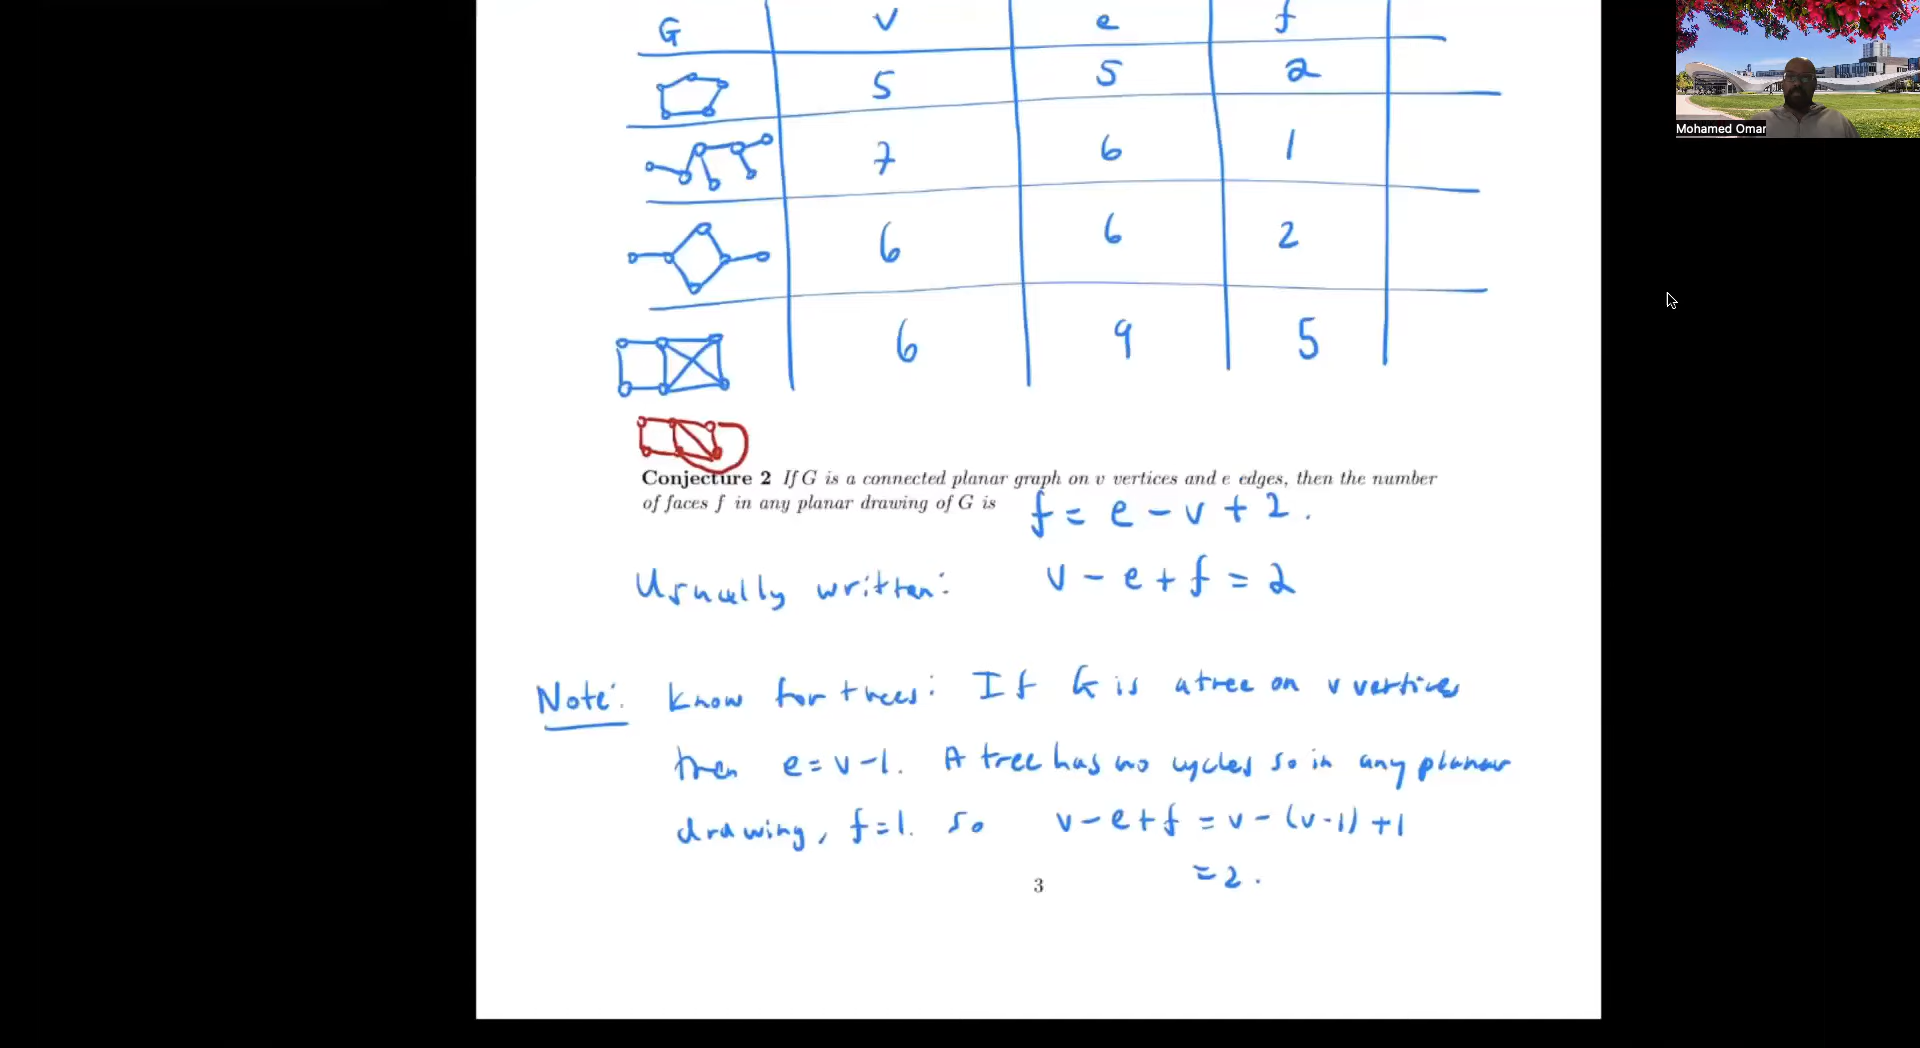 G v e f
5 5 2
7 6 1
6 6 2
6 9 5
Mohamed Omar
Conjecture 2 If G is a connected planar graph on v vertices and e edges, then the number
of faces f in any planar drawing of G is f = e - v + 2.
Usually written: v - e + f = 2
Note: Know for trees: If G is a tree on v vertices
then e = v-1. A tree has no cycles so in any planar
drawing, f=1. So v-e+f = v-(v-1)+1
= 2.
3